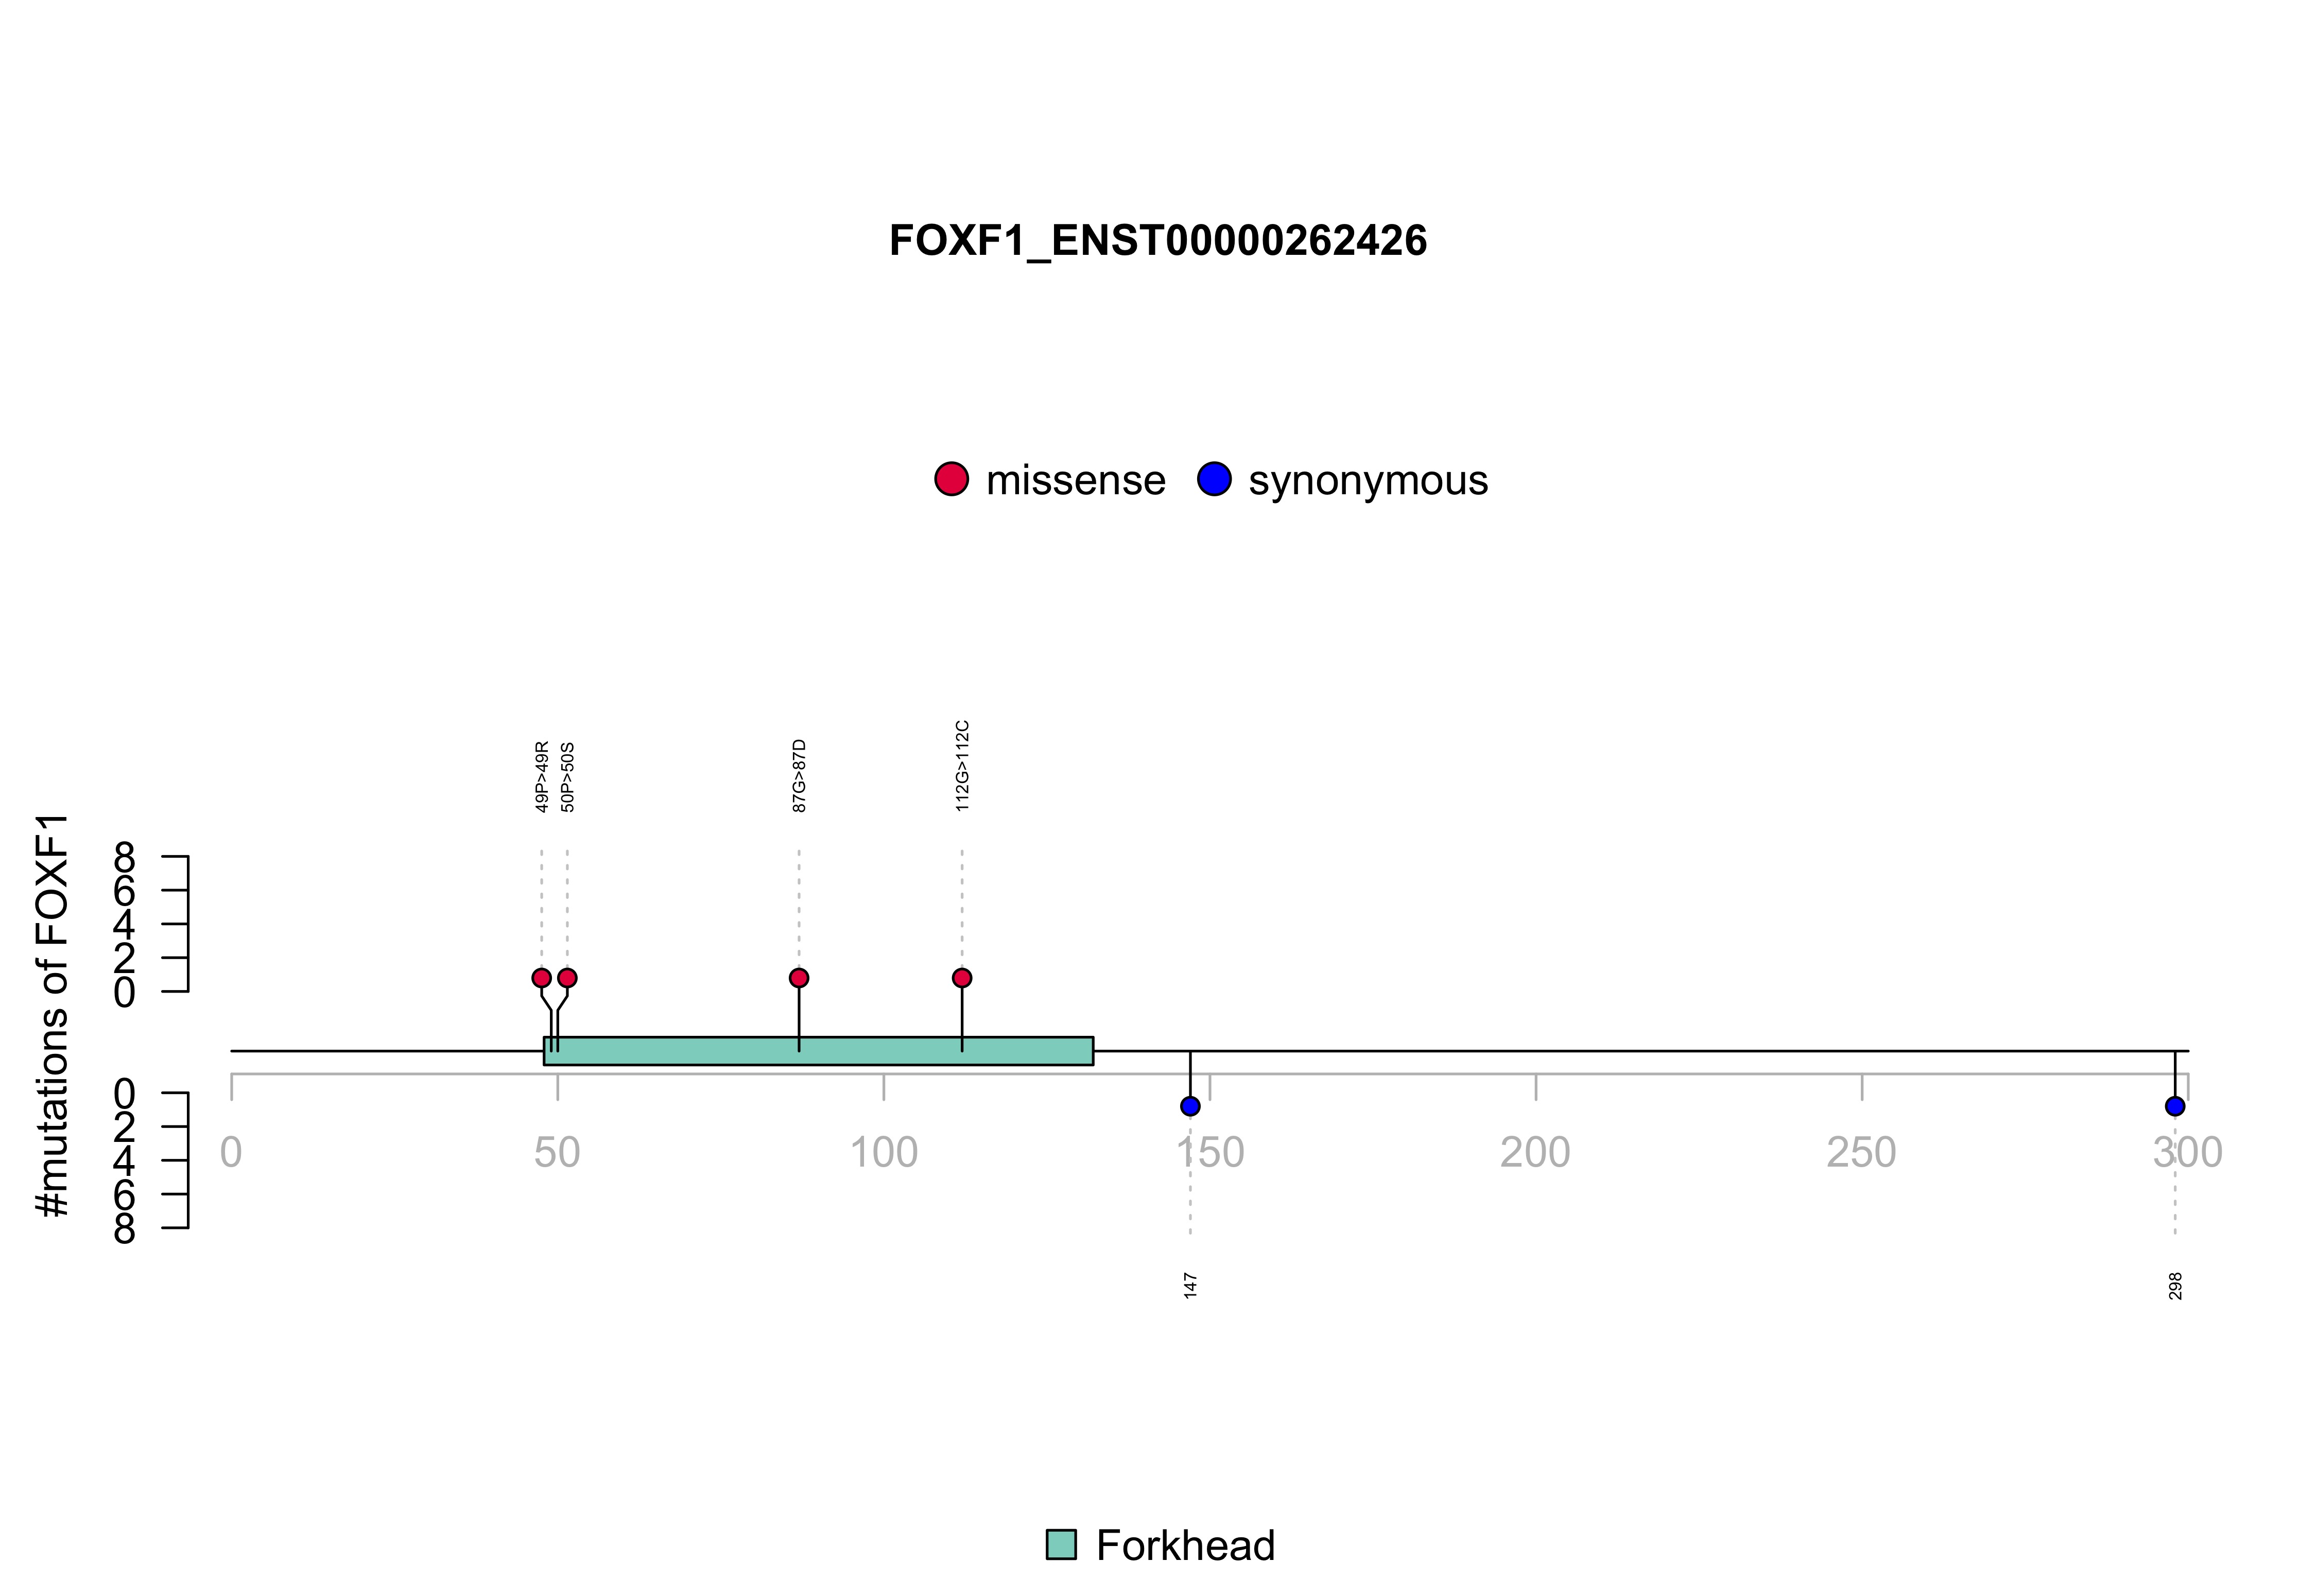 FOXF1_ENST00000262426
missense synonymous
49P>49R
50P>50S
87G>87D
112G>112C
#mutations of FOXF1
8
6
4
2
0
0
2
4
6
8
0 50 100 150 200 250 300
147
298
Forkhead